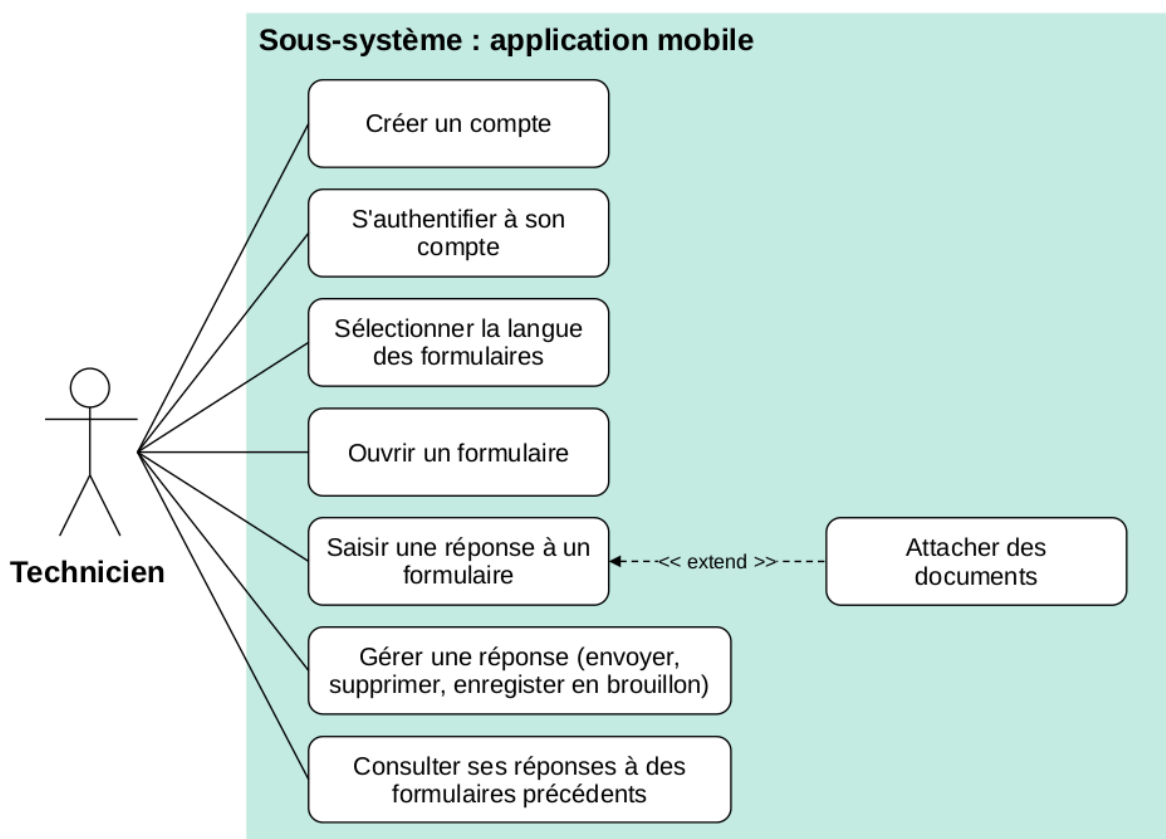 Sous-système : application mobile
Créer un compte
S'authentifier à son
compte
Sélectionner la langue
des formulaires
Ouvrir un formulaire
Saisir une réponse à un
formulaire
<< extend >>
Attacher des
documents
Technicien
Gérer une réponse (envoyer,
supprimer, enregister en brouillon)
Consulter ses réponses à des
formulaires précédents